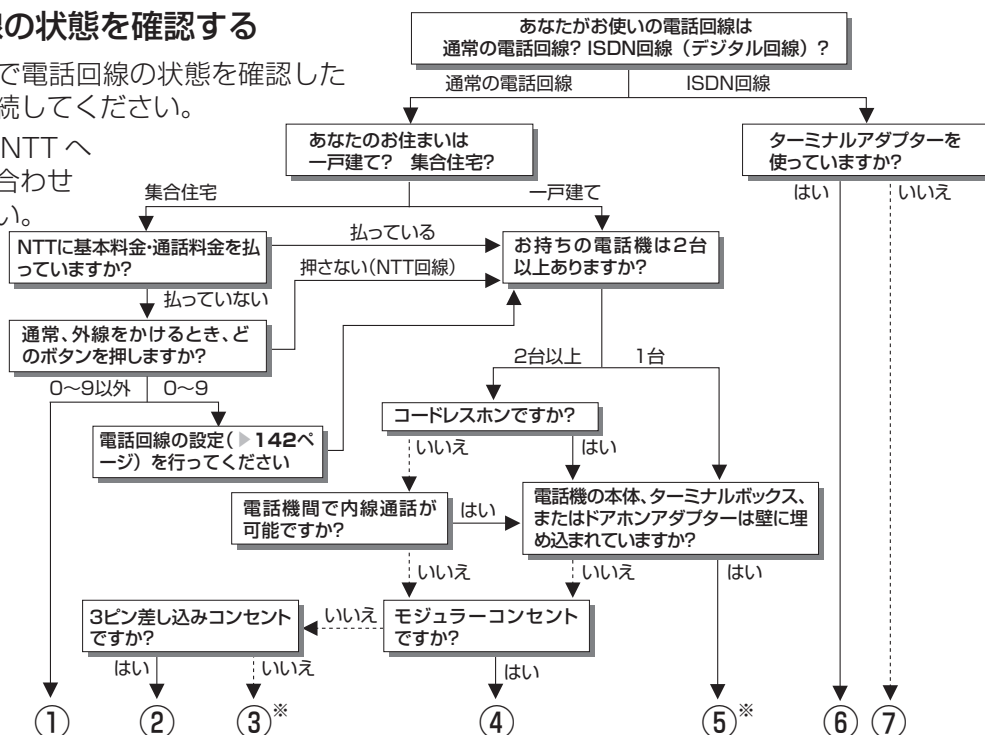 線の状態を確認する
で電話回線の状態を確認した
続してください。
NTT へ
合わせ
い。
あなたがお使いの電話回線は
通常の電話回線? ISDN回線(デジタル回線)?
通常の電話回線
ISDN回線
あなたのお住まいは
一戸建て? 集合住宅?
ターミナルアダプターを
使っていますか?
集合住宅
一戸建て
はい
いいえ
NTTに基本料金・通話料金を払
っていますか?
払っている
お持ちの電話機は2台
以上ありますか?
押さない(NTT回線)
払っていない
通常、外線をかけるとき、ど
のボタンを押しますか?
0〜9以外
0〜9
2台以上
1台
コードレスホンですか?
電話回線の設定(▶142ペ
ージ)を行ってください
いいえ
はい
電話機間で内線通話が
可能ですか?
はい
電話機の本体、ターミナルボックス、
またはドアホンアダプターは壁に埋
め込まれていますか?
いいえ
いいえ
はい
3ピン差し込みコンセント
ですか?
いいえ
モジュラーコンセント
ですか?
はい
いいえ
はい
①
②
③※
④
⑤※
⑥
⑦